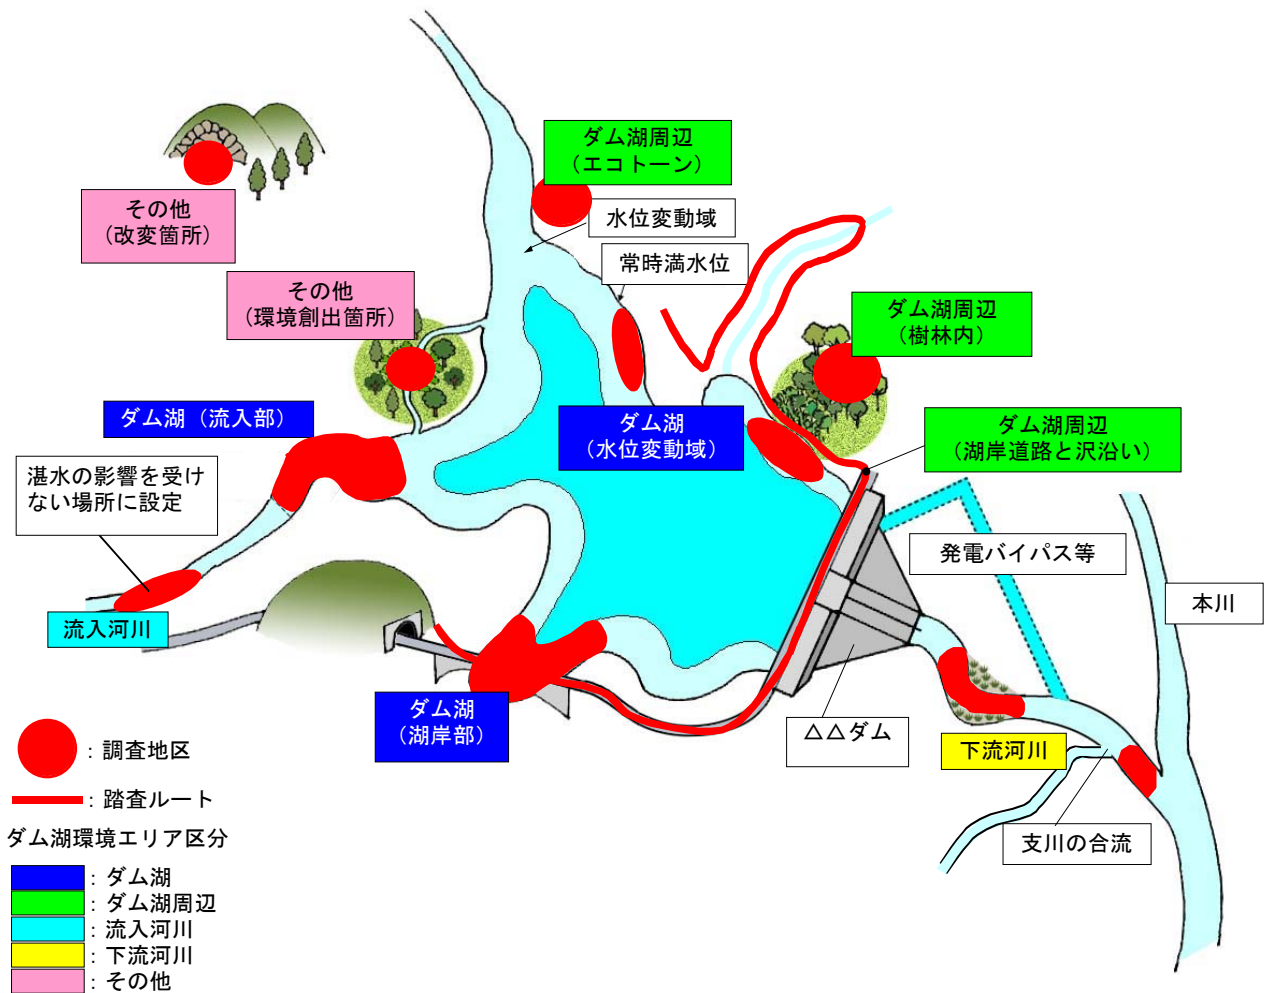 ダム湖周辺
（エコトーン）
その他
（改変箇所）
水位変動域
常時満水位
その他
（環境創出箇所）
ダム湖周辺
（樹林内）
ダム湖（流入部）
ダム湖
（水位変動域）
ダム湖周辺
（湖岸道路と沢沿い）
湛水の影響を受け
ない場所に設定
発電バイパス等
本川
流入河川
ダム湖
（湖岸部）
△△ダム
下流河川
支川の合流
：調査地区
：踏査ルート
ダム湖環境エリア区分
：ダム湖
：ダム湖周辺
：流入河川
：下流河川
：その他